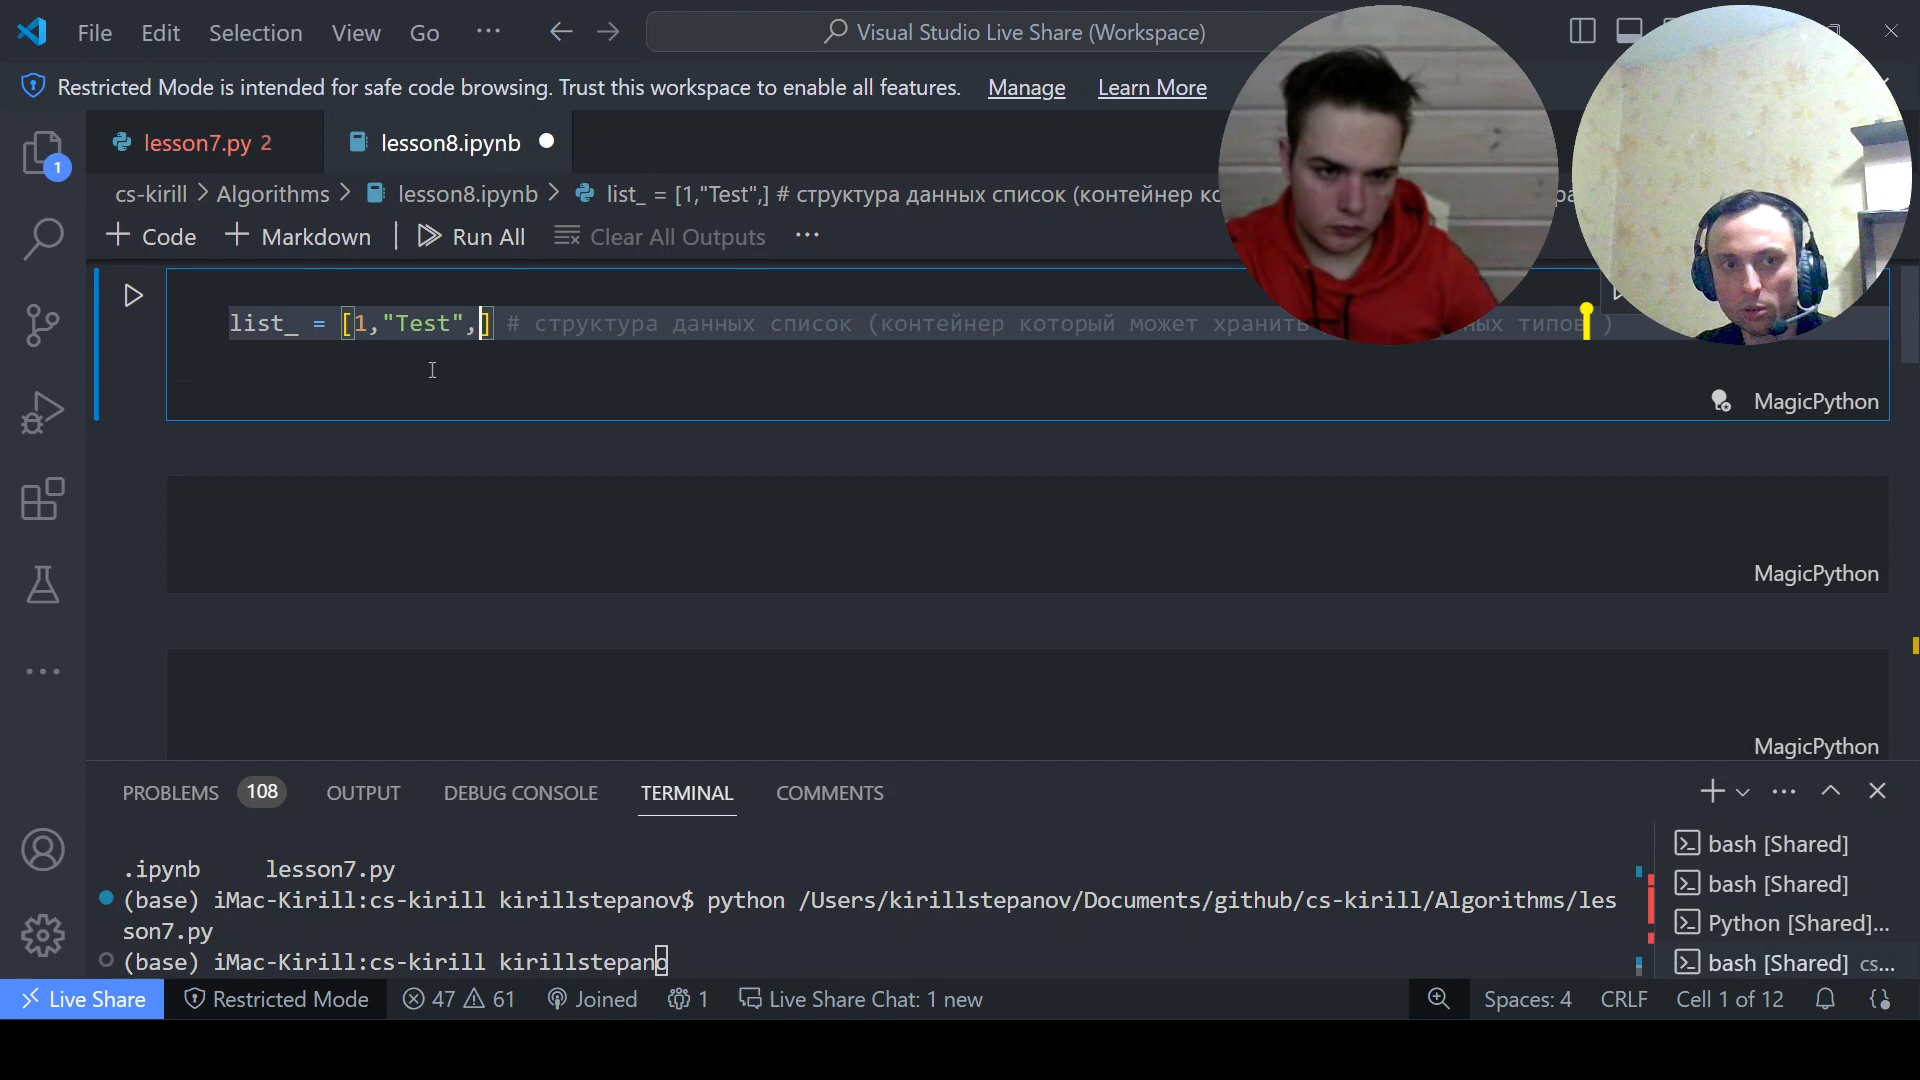 File Edit Selection View Go ··· Visual Studio Live Share (Workspace)
Restricted Mode is intended for safe code browsing. Trust this workspace to enable all features. Manage Learn More
lesson7.py 2 lesson8.ipynb
cs-kirill > Algorithms > lesson8.ipynb > list_ = [1,"Test",] # структура данных список (контейнер
+ Code + Markdown | Run All Clear All Outputs ···
list_ = [1,"Test",] # структура данных список (контейнер который может хранить типов )
MagicPython
MagicPython
MagicPython
PROBLEMS 108 OUTPUT DEBUG CONSOLE TERMINAL COMMENTS
.ipynb lesson7.py
(base) iMac-Kirill:cs-kirill kirillstepanov$ python /Users/kirillstepanov/Documents/github/cs-kirill/Algorithms/les
son7.py
(base) iMac-Kirill:cs-kirill kirillstepano
bash [Shared]
bash [Shared]
Python [Shared]...
bash [Shared] cs...
1
Live Share Restricted Mode 47 61 Joined 1 Live Share Chat: 1 new Spaces: 4 CRLF Cell 1 of 12